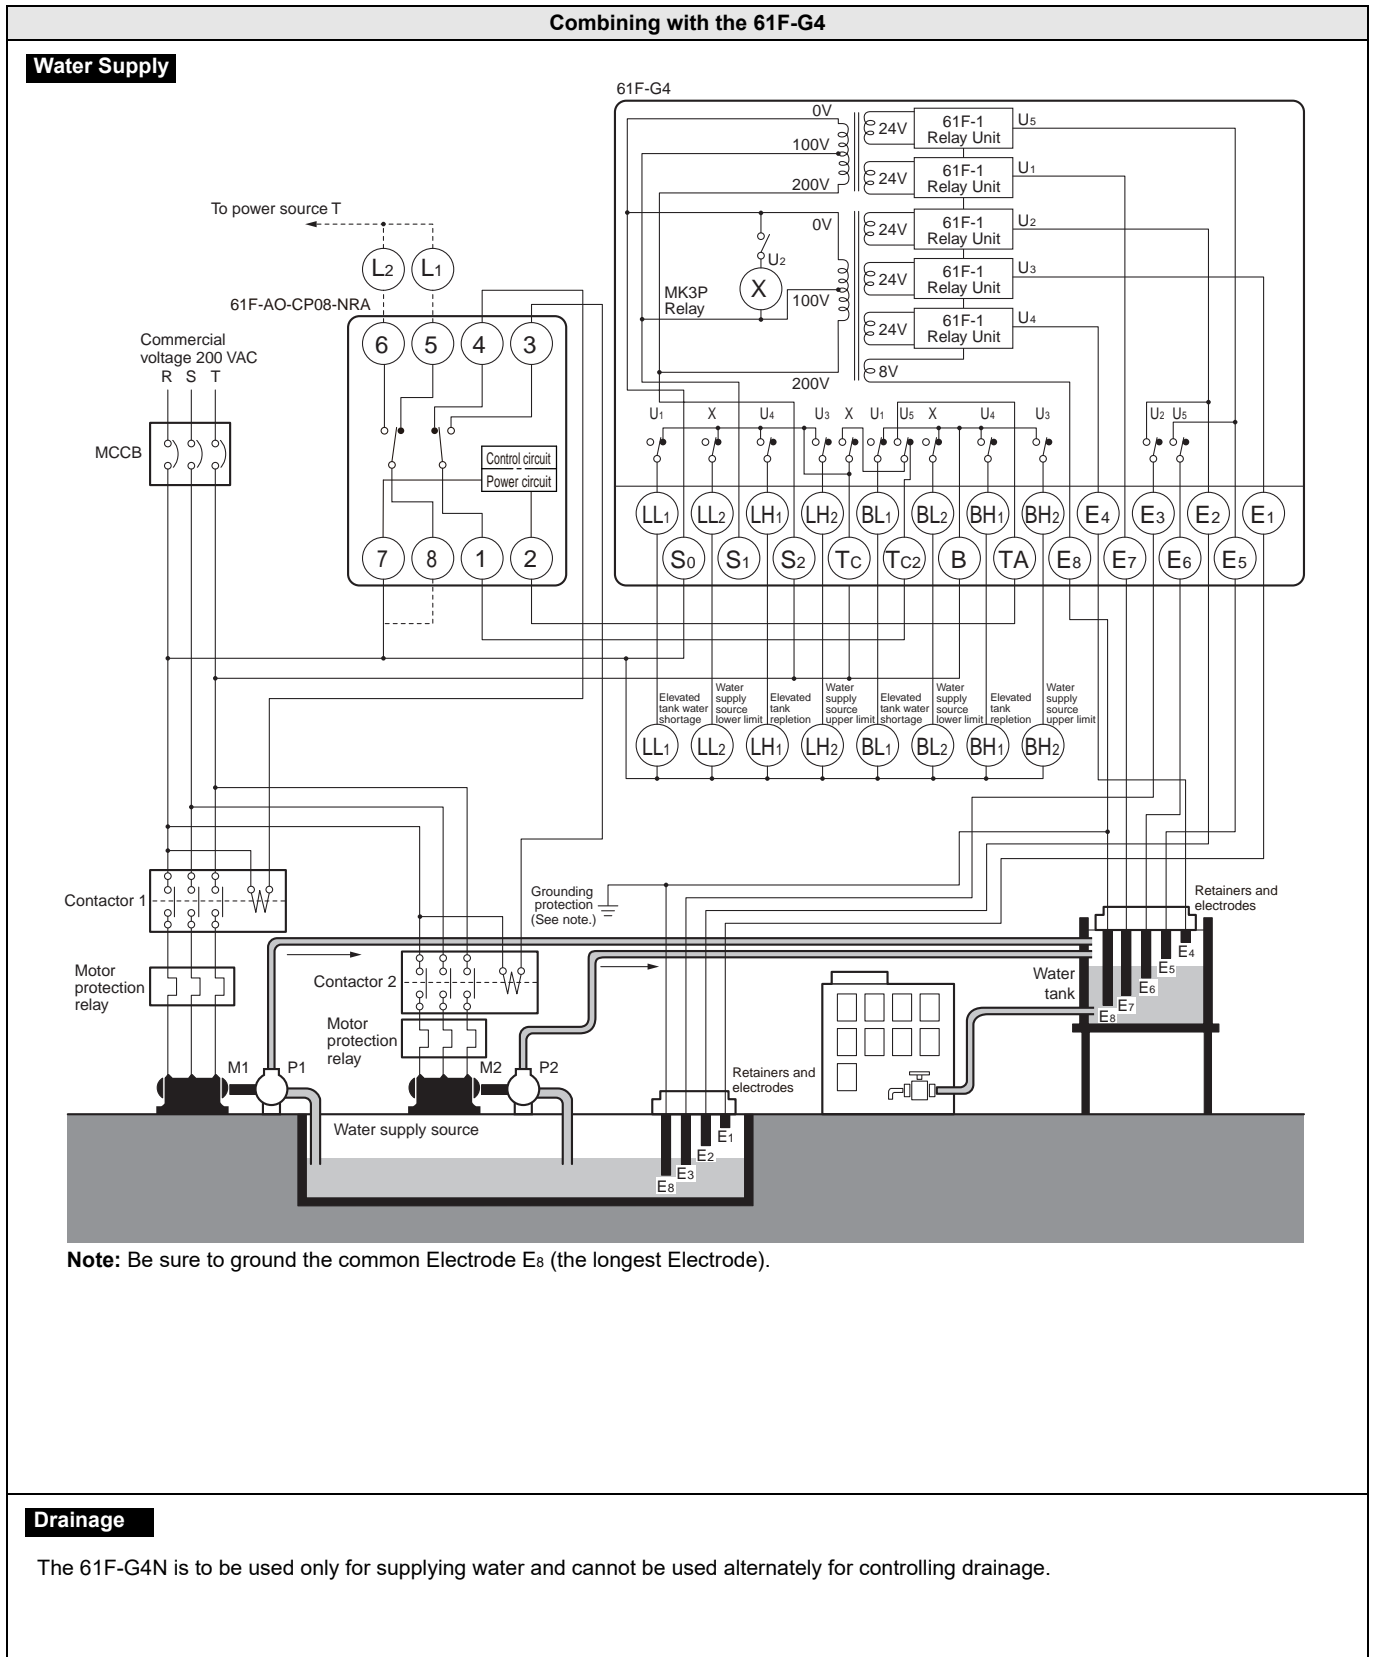 Combining with the 61F-G4
Water Supply
61F-G4
0V
100V
200V
24V
61F-1
Relay Unit
U5
24V
61F-1
Relay Unit
U1
24V
61F-1
Relay Unit
U2
24V
61F-1
Relay Unit
U3
24V
61F-1
Relay Unit
U4
8V
0V
100V
200V
U2
X
MK3P
Relay
To power source T
L2 L1
61F-AO-CP08-NRA
6 5 4 3
Control circuit
Power circuit
7 8 1 2
Commercial
voltage 200 VAC
R S T
MCCB
U1 X U4 U3 X U1 U5 X U4 U3 U2 U5
LL1 LL2 LH1 LH2 BL1 BL2 BH1 BH2 E4 E3 E2 E1
S0 S1 S2 TC TC2 B TA E8 E7 E6 E5
Elevated
tank water
shortage
Water
supply
source
lower limit
Elevated
tank
repletion
Water
supply
source
upper limit
Elevated
tank water
shortage
Water
supply
source
lower limit
Elevated
tank
repletion
Water
supply
source
upper limit
LL1 LL2 LH1 LH2 BL1 BL2 BH1 BH2
Contactor 1
Motor
protection
relay
Contactor 2
Motor
protection
relay
Grounding
protection
(See note.)
Retainers and
electrodes
E4
E5
E6
E7
E8
Water
tank
M1 P1
M2 P2
Retainers and
electrodes
Water supply source
E1
E2
E3
E8
Note: Be sure to ground the common Electrode E8 (the longest Electrode).
Drainage
The 61F-G4N is to be used only for supplying water and cannot be used alternately for controlling drainage.